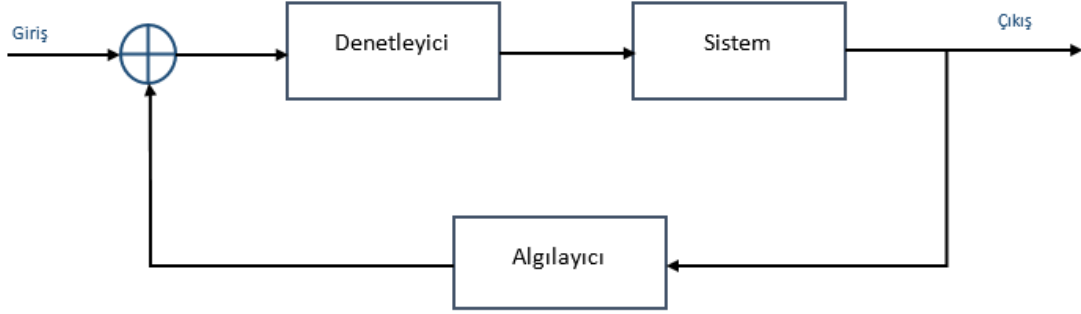 Giriş
Denetleyici
Sistem
Çıkış
Algılayıcı